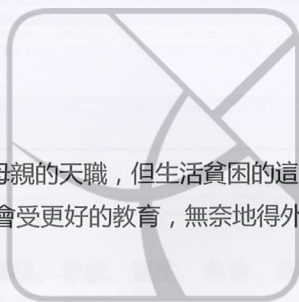 母親的天職，但生活貧困的這
會受更好的教育，無奈地得外